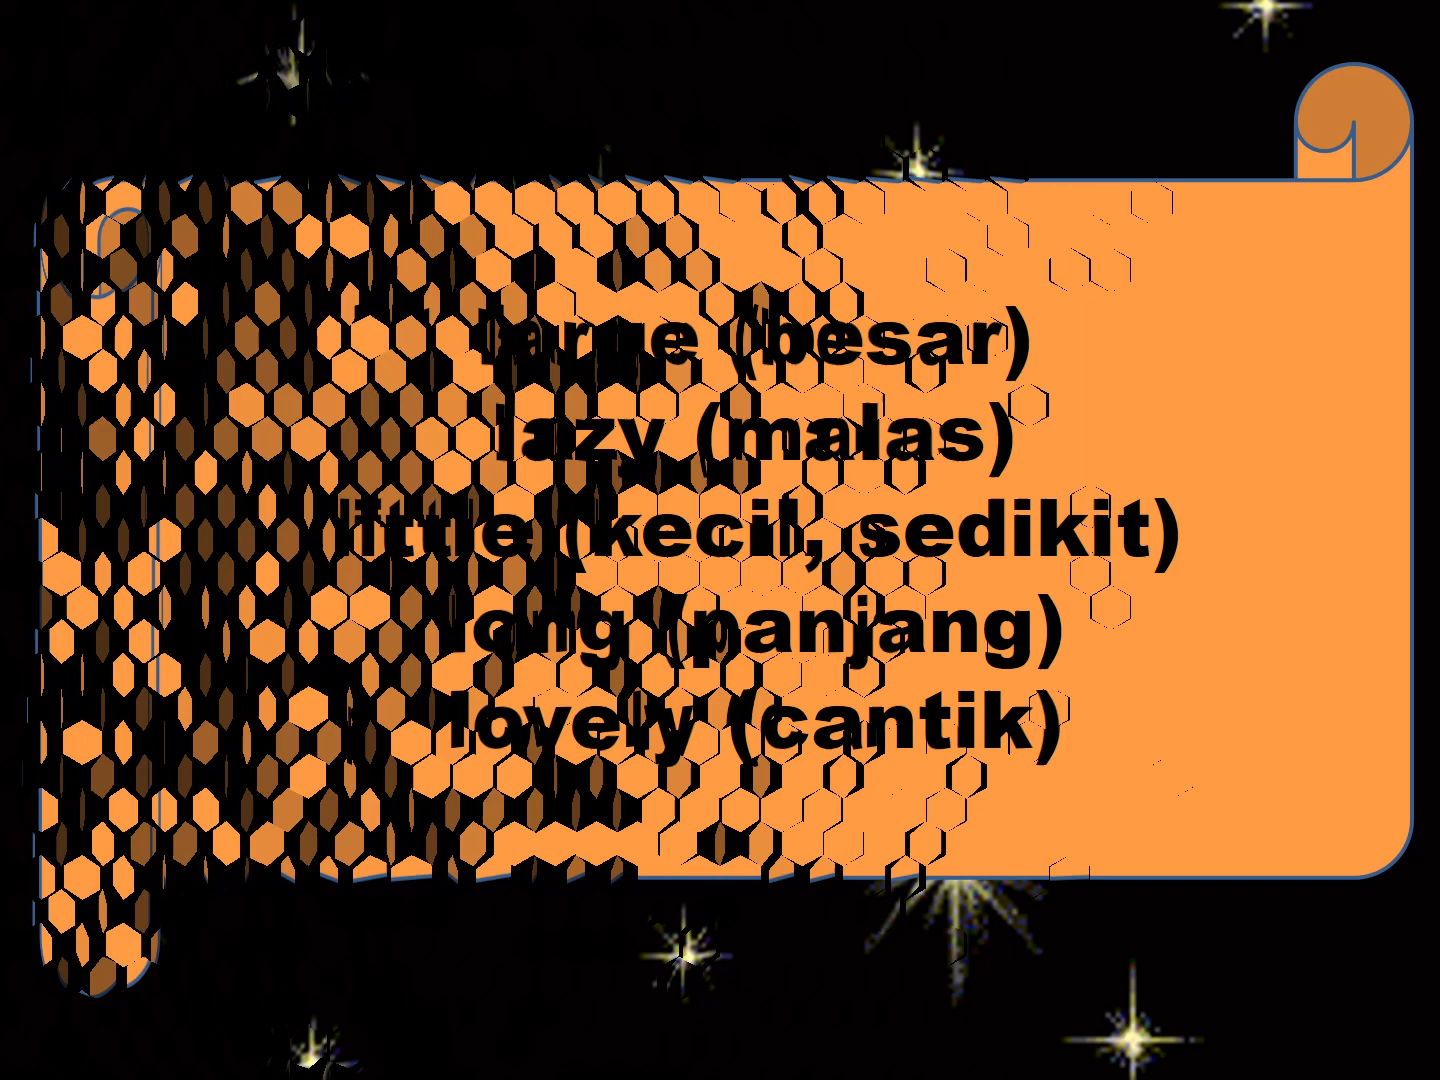 large (besar)
lazy (malas)
little (kecil, sedikit)
long (panjang)
lovely (cantik)